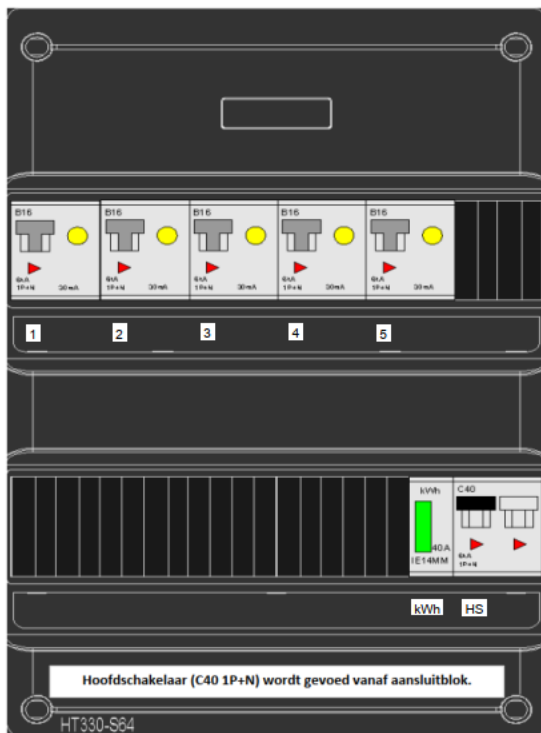 B16 B16 B16 B16 B16
6kA 6kA 6kA 6kA 6kA
1P+N 30mA 1P+N 30mA 1P+N 30mA 1P+N 30mA 1P+N 30mA
1 2 3 4 5
kWh C40
40A 6kA
IE14MM 1P+N
kWh HS
Hoofdschakelaar (C40 1P+N) wordt gevoed vanaf aansluitblok.
HT330-S64